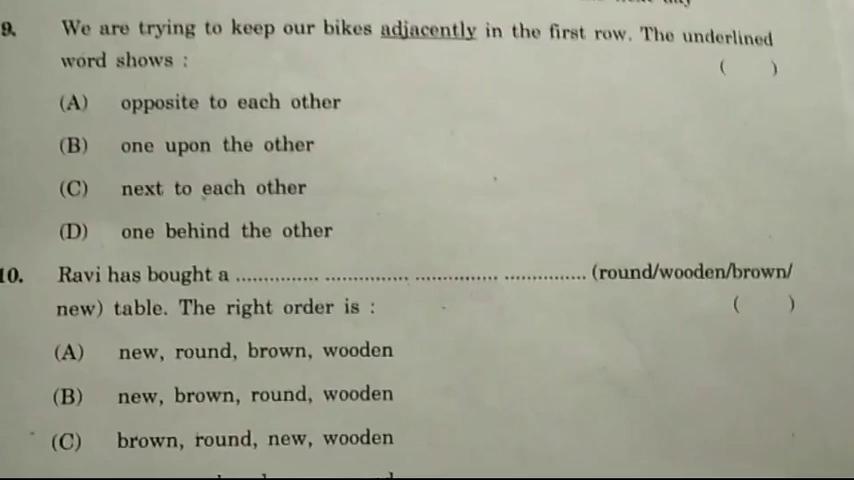 9. We are trying to keep our bikes adjacently in the first row. The underlined
word shows : ( )
(A) opposite to each other
(B) one upon the other
(C) next to each other
(D) one behind the other
10. Ravi has bought a ............... ............... ............... ............... (round/wooden/brown/
new) table. The right order is : ( )
(A) new, round, brown, wooden
(B) new, brown, round, wooden
(C) brown, round, new, wooden